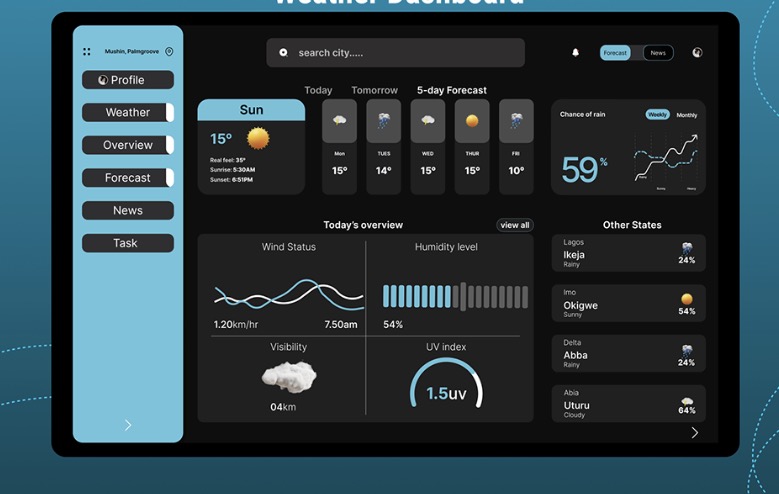 Weather Dashboard
Mushin, Palmgroove
Profile
Weather
Overview
Forecast
News
Task
search city.....
Forecast
News
Today
Tomorrow
5-day Forecast
Sun
15°
Real feel: 35°
Sunrise: 5:30AM
Sunset: 6:51PM
Mon
15°
TUES
14°
WED
15°
THUR
15°
FRI
10°
Chance of rain
Weekly
Monthly
59%
Rainy
Sunny
Heavy
Today's overview
view all
Wind Status
1.20km/hr
7.50am
Humidity level
54%
Visibility
04km
UV index
1.5uv
Other States
Lagos
Ikeja
Rainy
24%
Imo
Okigwe
Sunny
54%
Delta
Abba
Rainy
24%
Abia
Uturu
Cloudy
64%